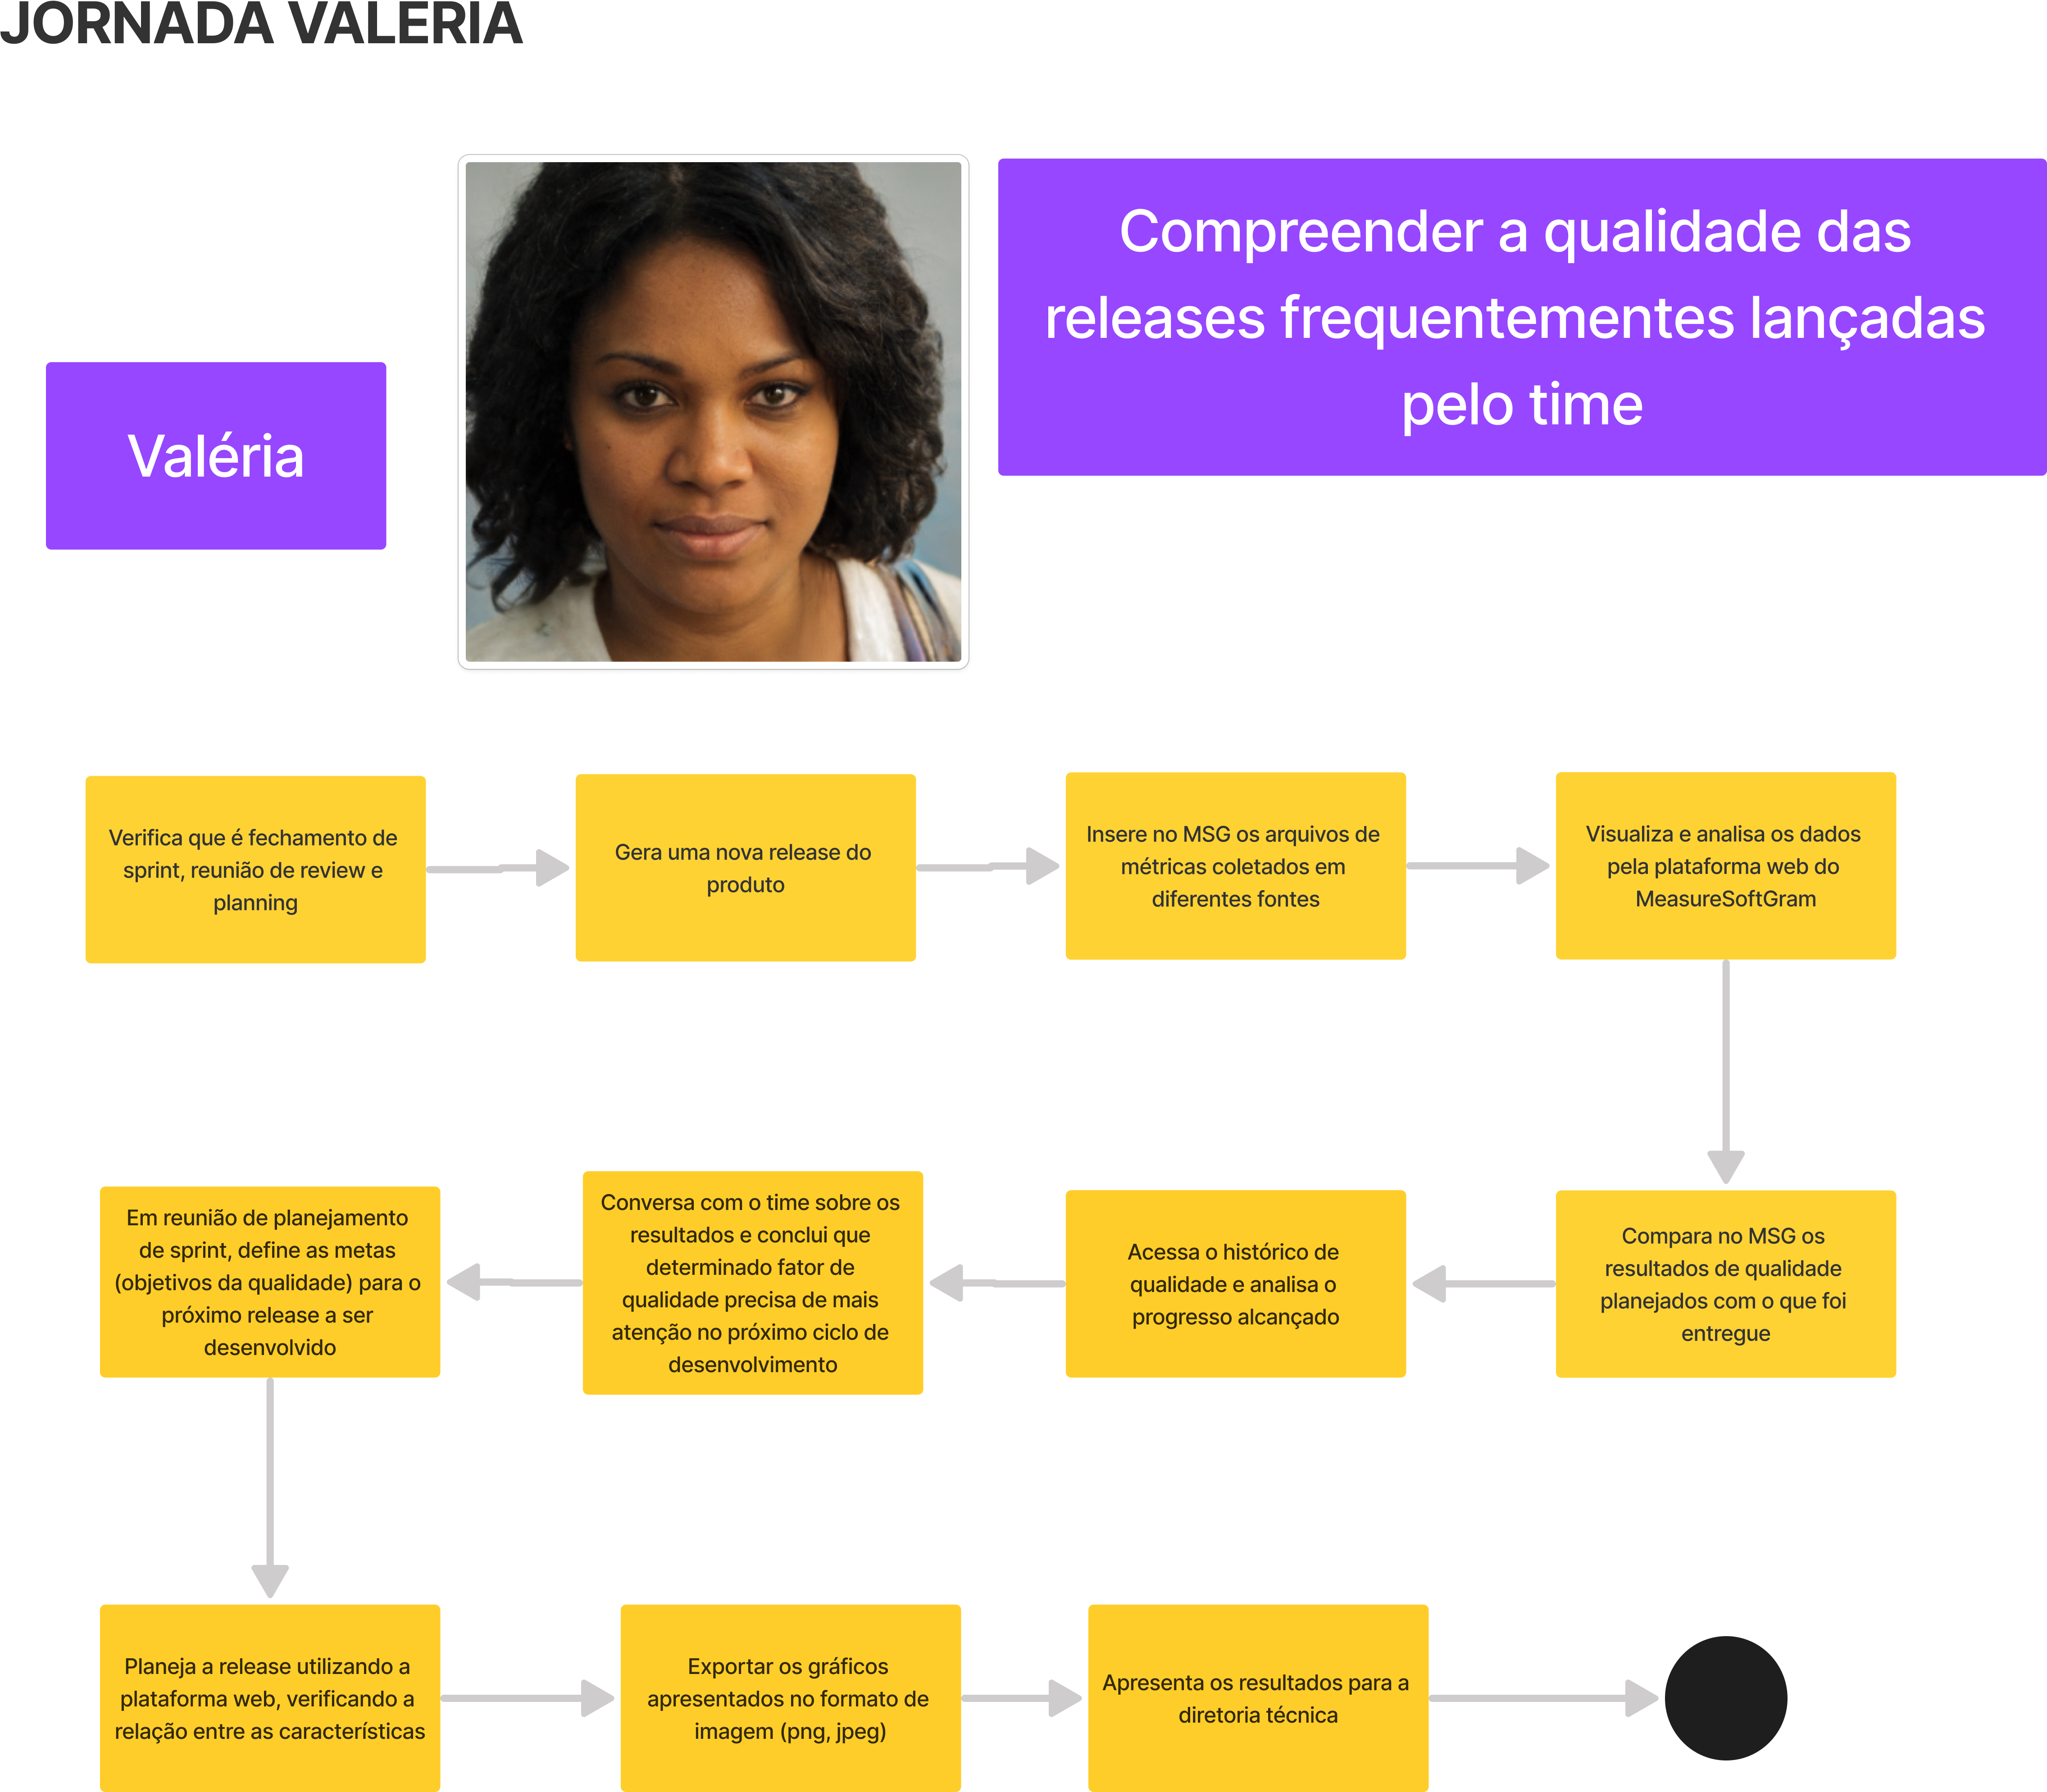 JORNADA VALERIA
Compreender a qualidade das
releases frequentementes lançadas
pelo time
Valéria
Verifica que é fechamento de
sprint, reunião de review e
planning
Gera uma nova release do
produto
Insere no MSG os arquivos de
métricas coletados em
diferentes fontes
Visualiza e analisa os dados
pela plataforma web do
MeasureSoftGram
Compara no MSG os
resultados de qualidade
planejados com o que foi
entregue
Acessa o histórico de
qualidade e analisa o
progresso alcançado
Conversa com o time sobre os
resultados e conclui que
determinado fator de
qualidade precisa de mais
atenção no próximo ciclo de
desenvolvimento
Em reunião de planejamento
de sprint, define as metas
(objetivos da qualidade) para o
próximo release a ser
desenvolvido
Planeja a release utilizando a
plataforma web, verificando a
relação entre as características
Exportar os gráficos
apresentados no formato de
imagem (png, jpeg)
Apresenta os resultados para a
diretoria técnica